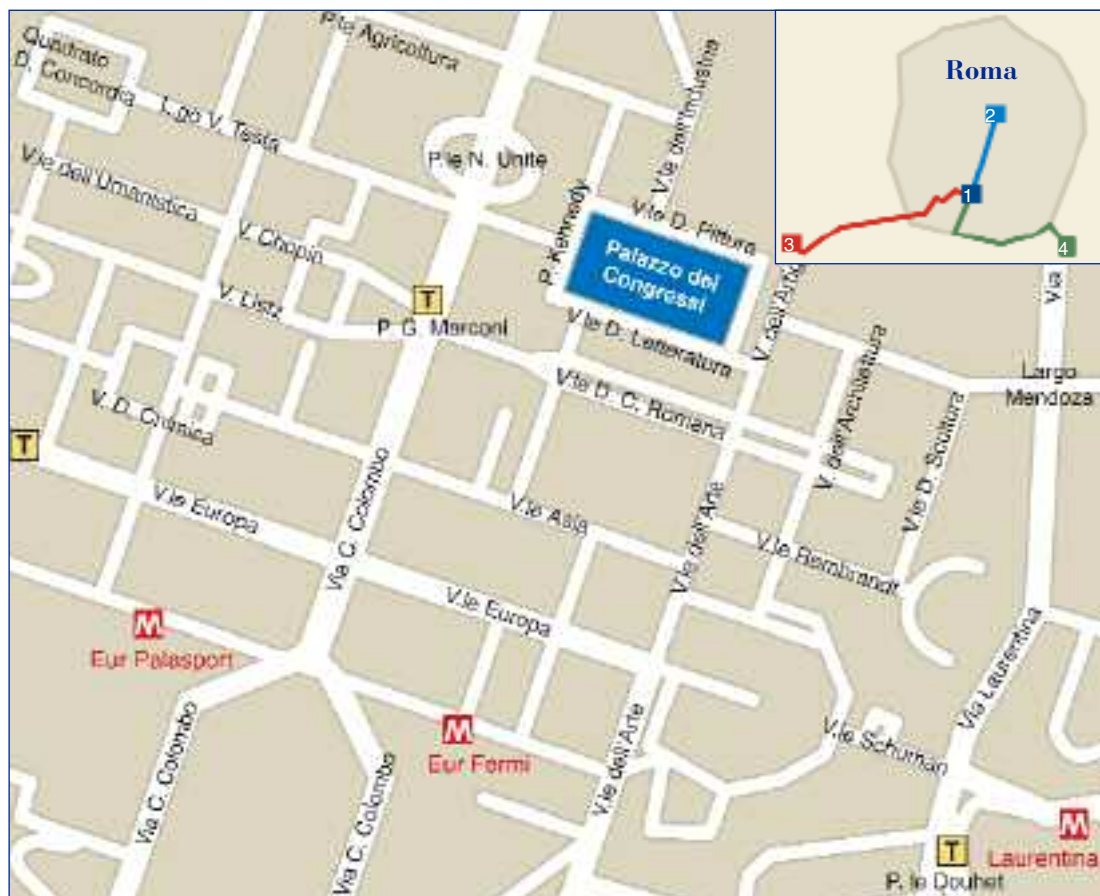 P.le Agricoltura
Quadrato
D. Concordia
L.go V. Testa
V.le dell'Umanistica
P.le N. Unite
V.le dell'Industria
Roma
2
1
3
4
V. Chopin
V. Listz
T
P. G. Marconi
P. Kennedy
V.le D. Pittura
Palazzo dei
Congressi
V.le D. Letteratura
V. dell'Arte
Via
Largo
Mendoza
V.le D. C. Romana
V. dell'Architettura
V.le D. Scultura
V. D. Chimica
T
V.le Europa
Via C. Colombo
V.le Asia
V.le dell'Arte
V.le Rembrandt
V.le Europa
M
Eur Palasport
M
Eur Fermi
Via C. Colombo
Via C. Colombo
V.le dell'Arte
V.le Schuman
Via Laurentina
M
Laurentina
T
P. le Douhet